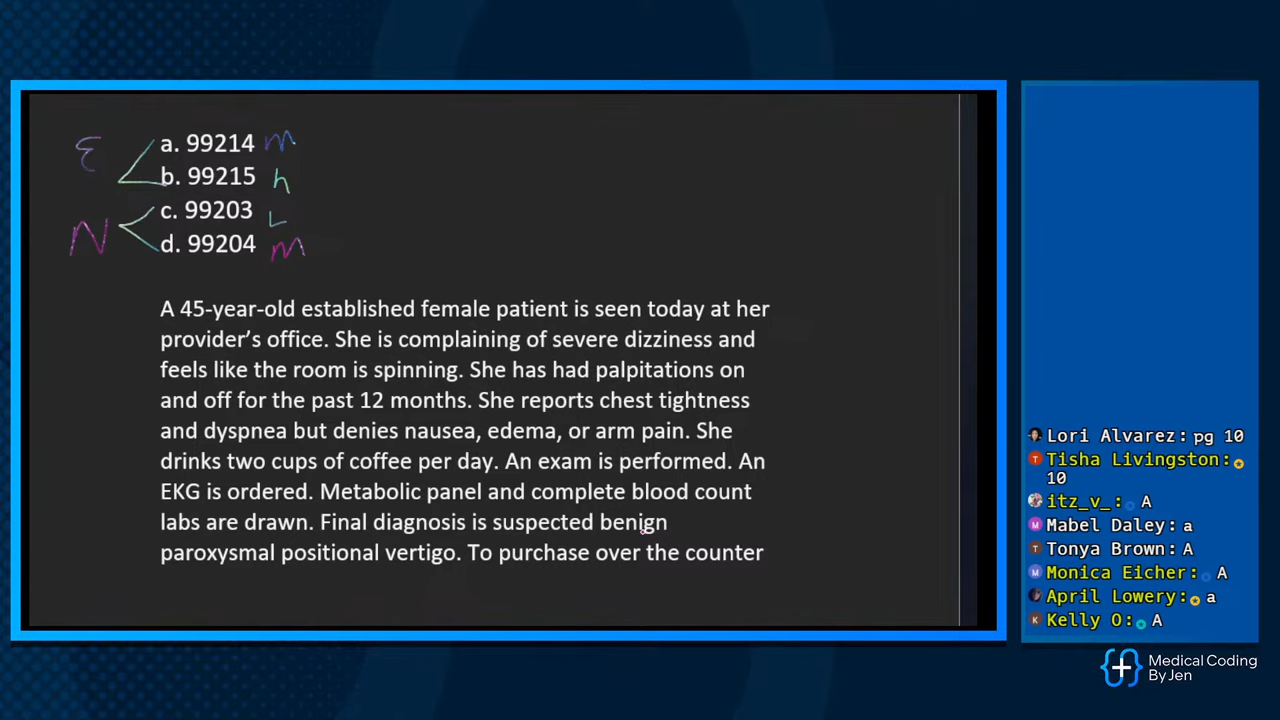 ε
a. 99214 m
b. 99215 h
N
c. 99203 L
d. 99204 m
A 45-year-old established female patient is seen today at her
provider’s office. She is complaining of severe dizziness and
feels like the room is spinning. She has had palpitations on
and off for the past 12 months. She reports chest tightness
and dyspnea but denies nausea, edema, or arm pain. She
drinks two cups of coffee per day. An exam is performed. An
EKG is ordered. Metabolic panel and complete blood count
labs are drawn. Final diagnosis is suspected benign
paroxysmal positional vertigo. To purchase over the counter
Lori Alvarez: pg 10
Tisha Livingston:
10
itz_v_: A
Mabel Daley: a
Tonya Brown: A
Monica Eicher: A
April Lowery: a
Kelly O: A
Medical Coding
By Jen